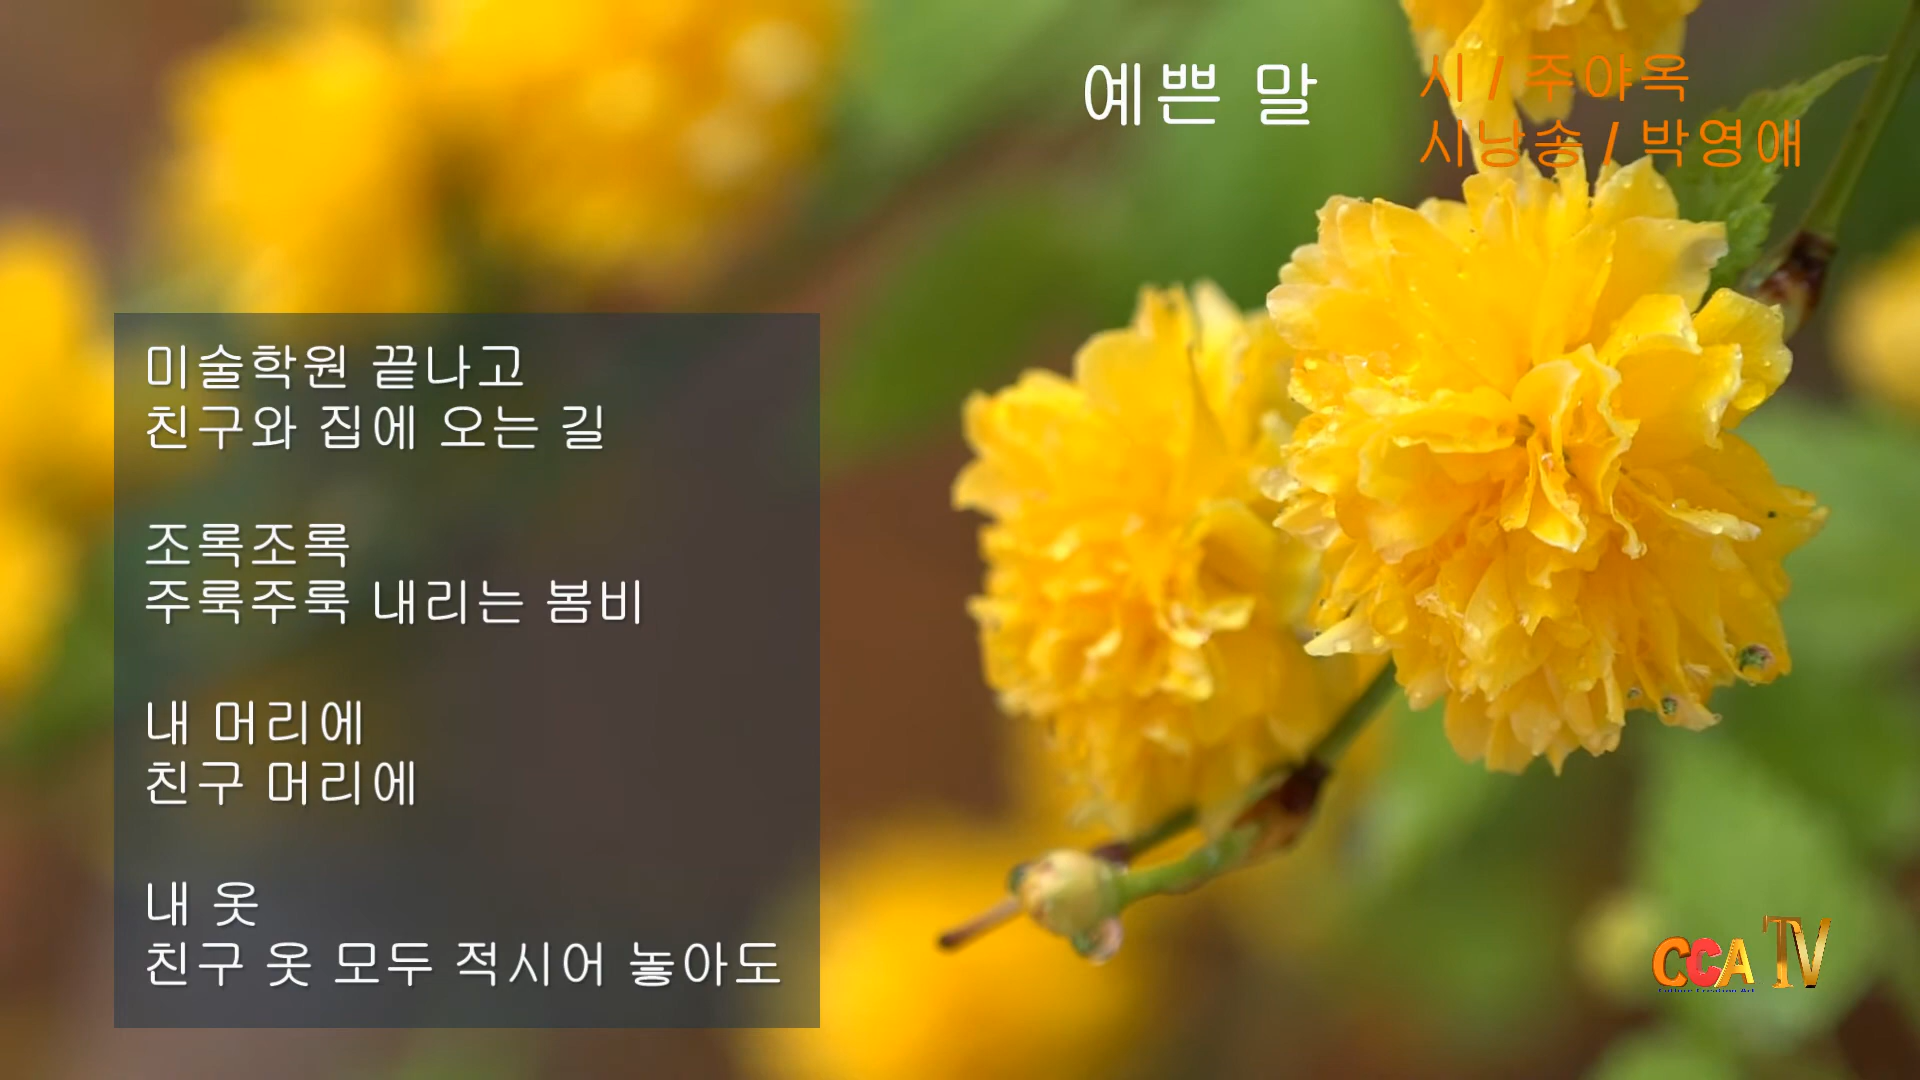 예쁜 말
시 / 주야옥
시낭송 / 박영애
미술학원 끝나고
친구와 집에 오는 길
조록조록
주룩주룩 내리는 봄비
내 머리에
친구 머리에
내 옷
친구 옷 모두 적시어 놓아도
CCA TV
Culture Creation Art